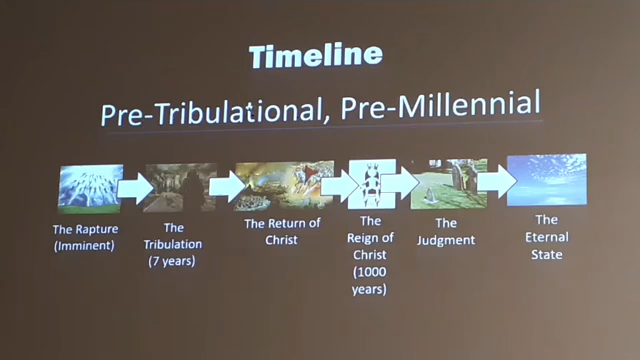 Timeline
Pre-Tribulational, Pre-Millennial
The Rapture
(Imminent)
The
Tribulation
(7 years)
The Return of
Christ
The
Reign of
Christ
(1000
years)
The
Judgment
The
Eternal
State